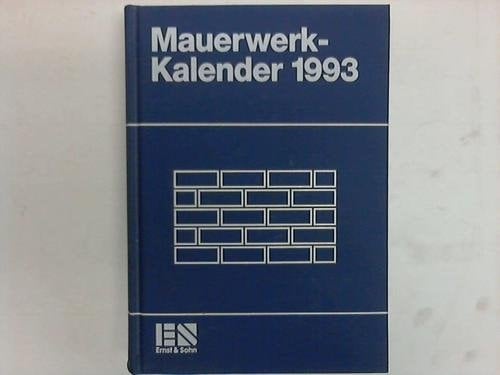 Mauerwerk-
Kalender 1993
ES
Ernst & Sohn